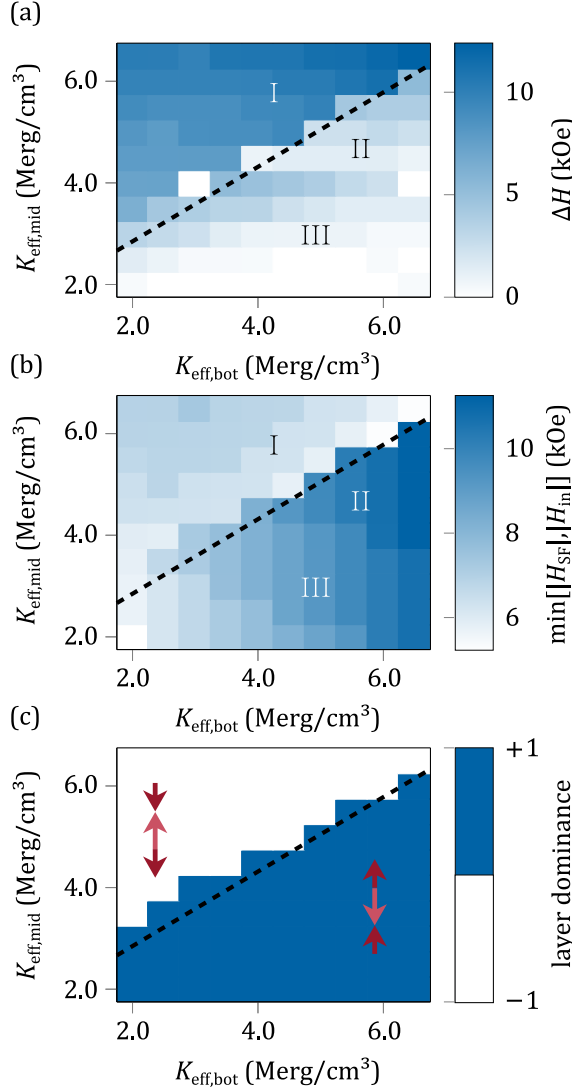 (a)
6.0
4.0
2.0
K_eff,mid (Merg/cm³)
I
II
III
2.0 4.0 6.0
K_eff,bot (Merg/cm³)
10
5
0
ΔH (kOe)
(b)
6.0
4.0
2.0
K_eff,mid (Merg/cm³)
I
II
III
2.0 4.0 6.0
K_eff,bot (Merg/cm³)
10
8
6
min[|H_SF|,|H_in|] (kOe)
(c)
6.0
4.0
2.0
K_eff,mid (Merg/cm³)
2.0 4.0 6.0
K_eff,bot (Merg/cm³)
+1
−1
layer dominance